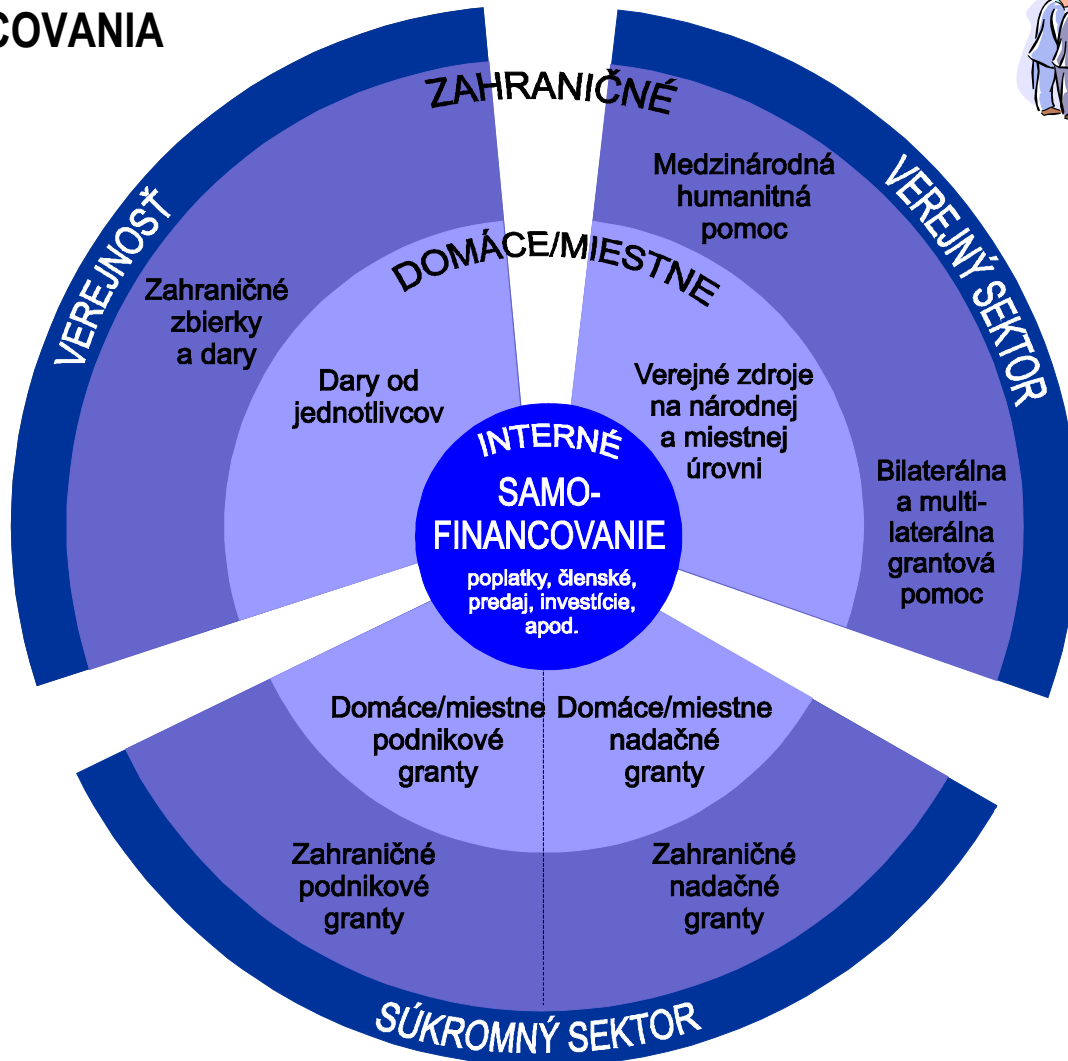 COVANIA
ZAHRANIČNÉ
DOMÁCE/MIESTNE
VEREJNOSŤ
Zahraničné
zbierky
a dary
Dary od
jednotlivcov
VEREJNÝ SEKTOR
Medzinárodná
humanitná
pomoc
Verejné zdroje
na národnej
a miestnej
úrovni
Bilaterálna
a multi-
laterálna
grantová
pomoc
INTERNÉ
SAMO-
FINANCOVANIE
poplatky, členské,
predaj, investície,
apod.
Domáce/miestne
podnikové
granty
Domáce/miestne
nadačné
granty
Zahraničné
podnikové
granty
Zahraničné
nadačné
granty
SÚKROMNÝ SEKTOR